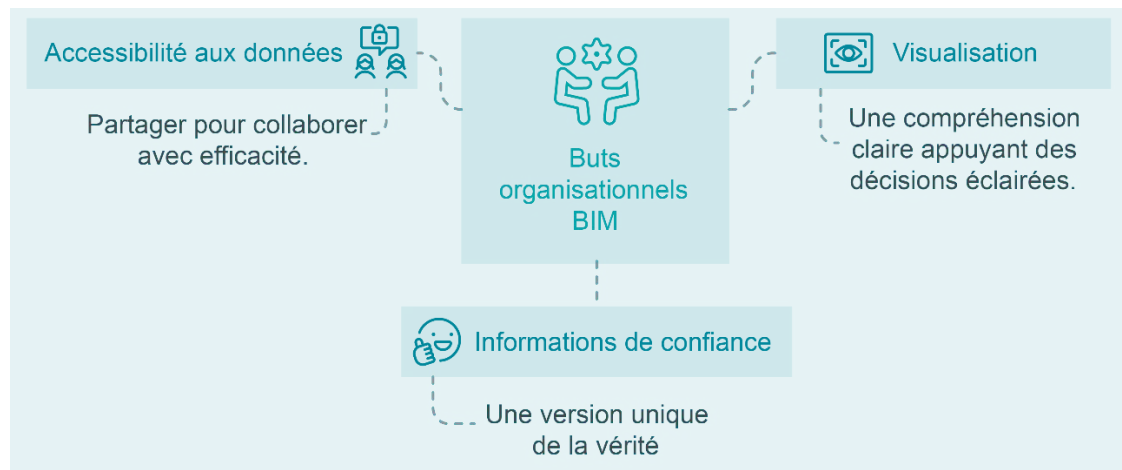 Accessibilité aux données
Partager pour collaborer
avec efficacité.
Buts
organisationnels
BIM
Visualisation
Une compréhension
claire appuyant des
décisions éclairées.
Informations de confiance
Une version unique
de la vérité